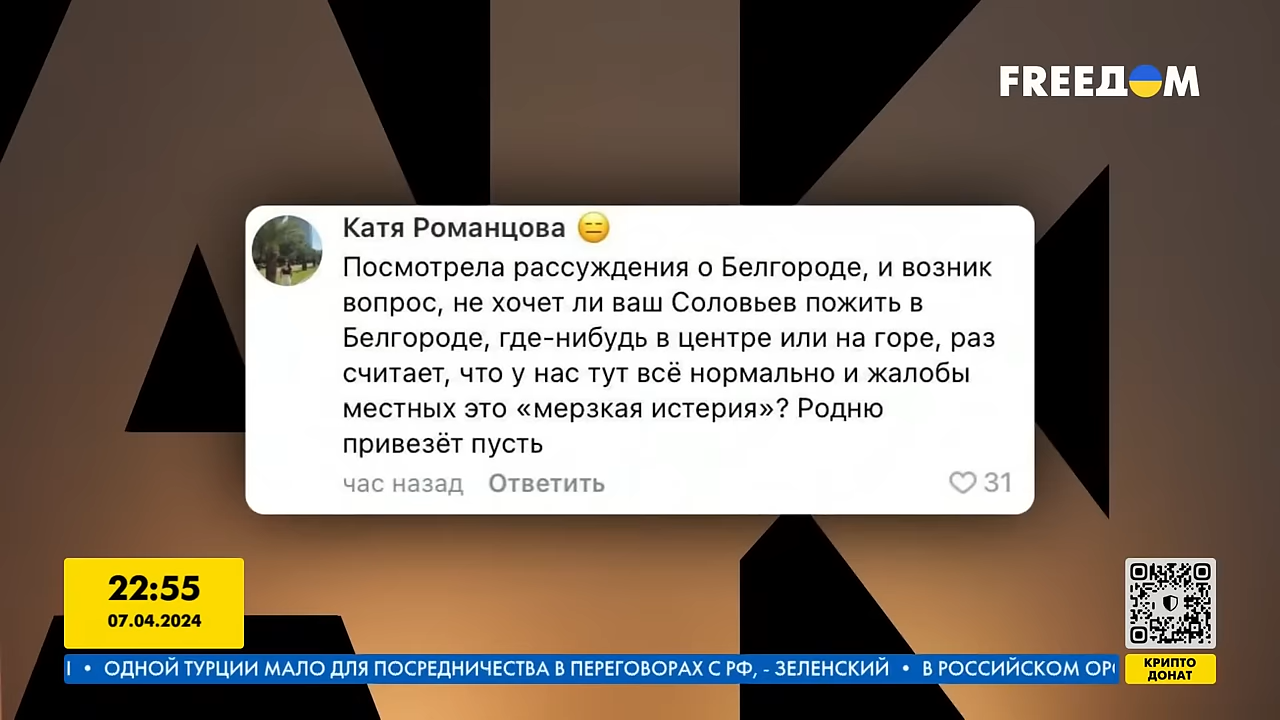 FREEДOM
Катя Романцова 😑
Посмотрела рассуждения о Белгороде, и возник
вопрос, не хочет ли ваш Соловьев пожить в
Белгороде, где-нибудь в центре или на горе, раз
считает, что у нас тут всё нормально и жалобы
местных это «мерзкая истерия»? Родню
привезёт пусть
час назад Ответить 31
22:55
07.04.2024
• ОДНОЙ ТУРЦИИ МАЛО ДЛЯ ПОСРЕДНИЧЕСТВА В ПЕРЕГОВОРАХ С РФ, - ЗЕЛЕНСКИЙ • В РОССИЙСКОМ
КРИПТО
ДОНАТ